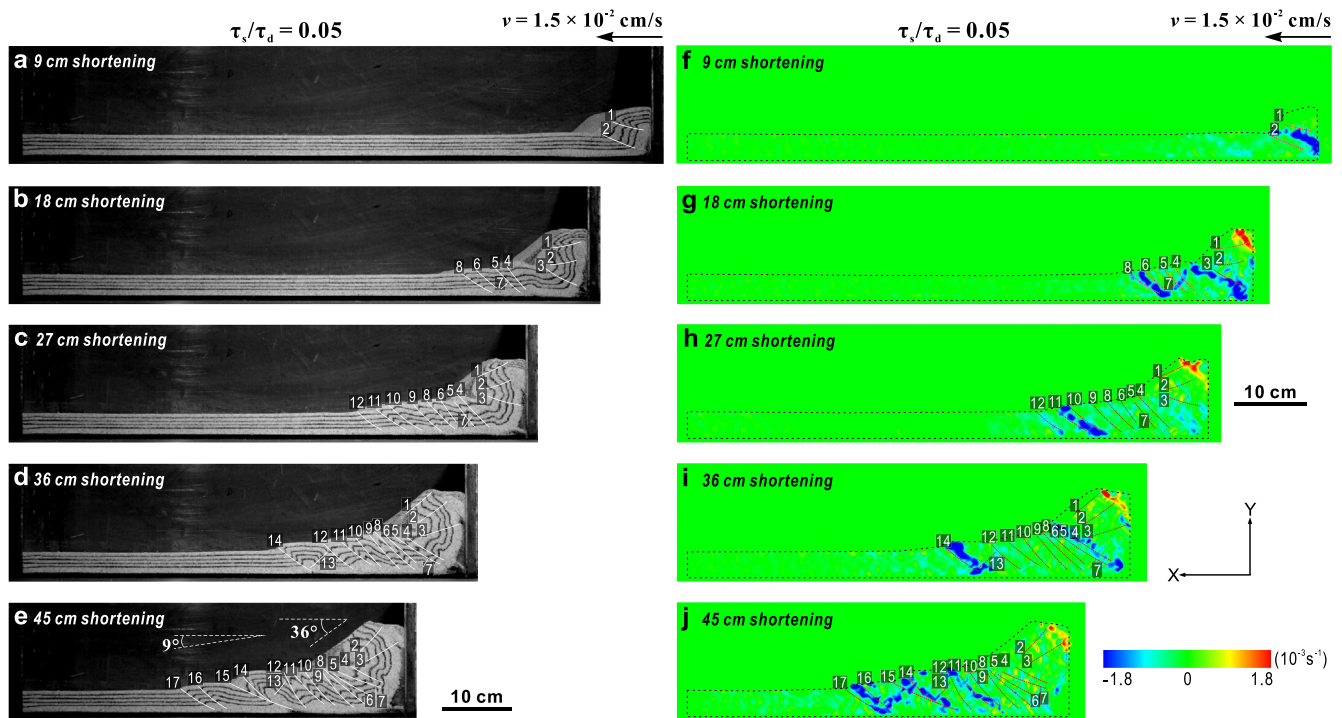 τs/τd = 0.05
v = 1.5 × 10-2 cm/s
τs/τd = 0.05
v = 1.5 × 10-2 cm/s
a 9 cm shortening
1
2
b 18 cm shortening
1
2
3
8 6 5 4
7
c 27 cm shortening
1
2
3
12 11 10 9 8 6 5 4
7
d 36 cm shortening
1
2
3
14 12 11 10 9 8 6 5 4
13
7
e 45 cm shortening
9°
36°
2
3
17 16 15 14 12 11 10 8 5 4
13 9
6 7
10 cm
f 9 cm shortening
1
2
g 18 cm shortening
1
2
3
8 6 5 4
7
h 27 cm shortening
1
2
3
12 11 10 9 8 6 5 4
7
10 cm
i 36 cm shortening
1
2
3
14 12 11 10 9 8 6 5 4
13
7
Y
X
j 45 cm shortening
2
3
17 16 15 14 12 11 10 8 5 4
13 9
6 7
(10-3s-1)
-1.8 0 1.8